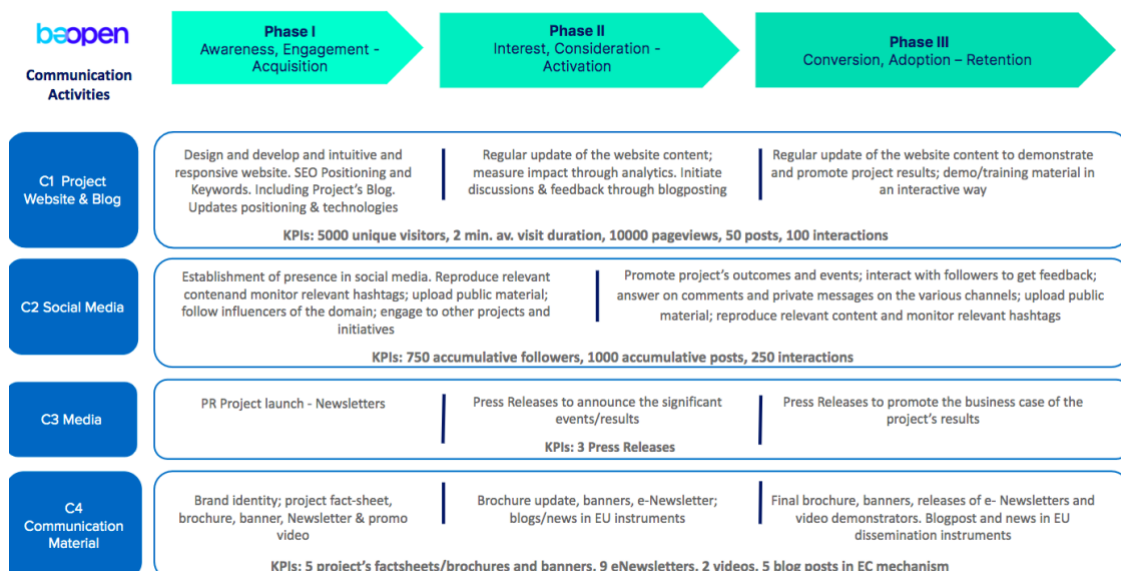 beopen
Communication
Activities
Phase I
Awareness, Engagement -
Acquisition
Phase II
Interest, Consideration -
Activation
Phase III
Conversion, Adoption – Retention
C1 Project
Website & Blog
Design and develop and intuitive and
responsive website. SEO Positioning and
Keywords. Including Project's Blog.
Updates positioning & technologies
Regular update of the website content;
measure impact through analytics. Initiate
discussions & feedback through blogposting
Regular update of the website content to demonstrate
and promote project results; demo/training material in
an interactive way
KPIs: 5000 unique visitors, 2 min. av. visit duration, 10000 pageviews, 50 posts, 100 interactions
C2 Social Media
Establishment of presence in social media. Reproduce relevant
contenand monitor relevant hashtags; upload public material;
follow influencers of the domain; engage to other projects and
initiatives
Promote project's outcomes and events; interact with followers to get feedback;
answer on comments and private messages on the various channels; upload public
material; reproduce relevant content and monitor relevant hashtags
KPIs: 750 accumulative followers, 1000 accumulative posts, 250 interactions
C3 Media
PR Project launch - Newsletters
Press Releases to announce the significant
events/results
Press Releases to promote the business case of the
project's results
KPIs: 3 Press Releases
C4
Communication
Material
Brand identity; project fact-sheet,
brochure, banner, Newsletter & promo
video
Brochure update, banners, e-Newsletter;
blogs/news in EU instruments
Final brochure, banners, releases of e- Newsletters and
video demonstrators. Blogpost and news in EU
dissemination instruments
KPIs: 5 project's factsheets/brochures and banners, 9 eNewsletters, 2 videos, 5 blog posts in EC mechanism